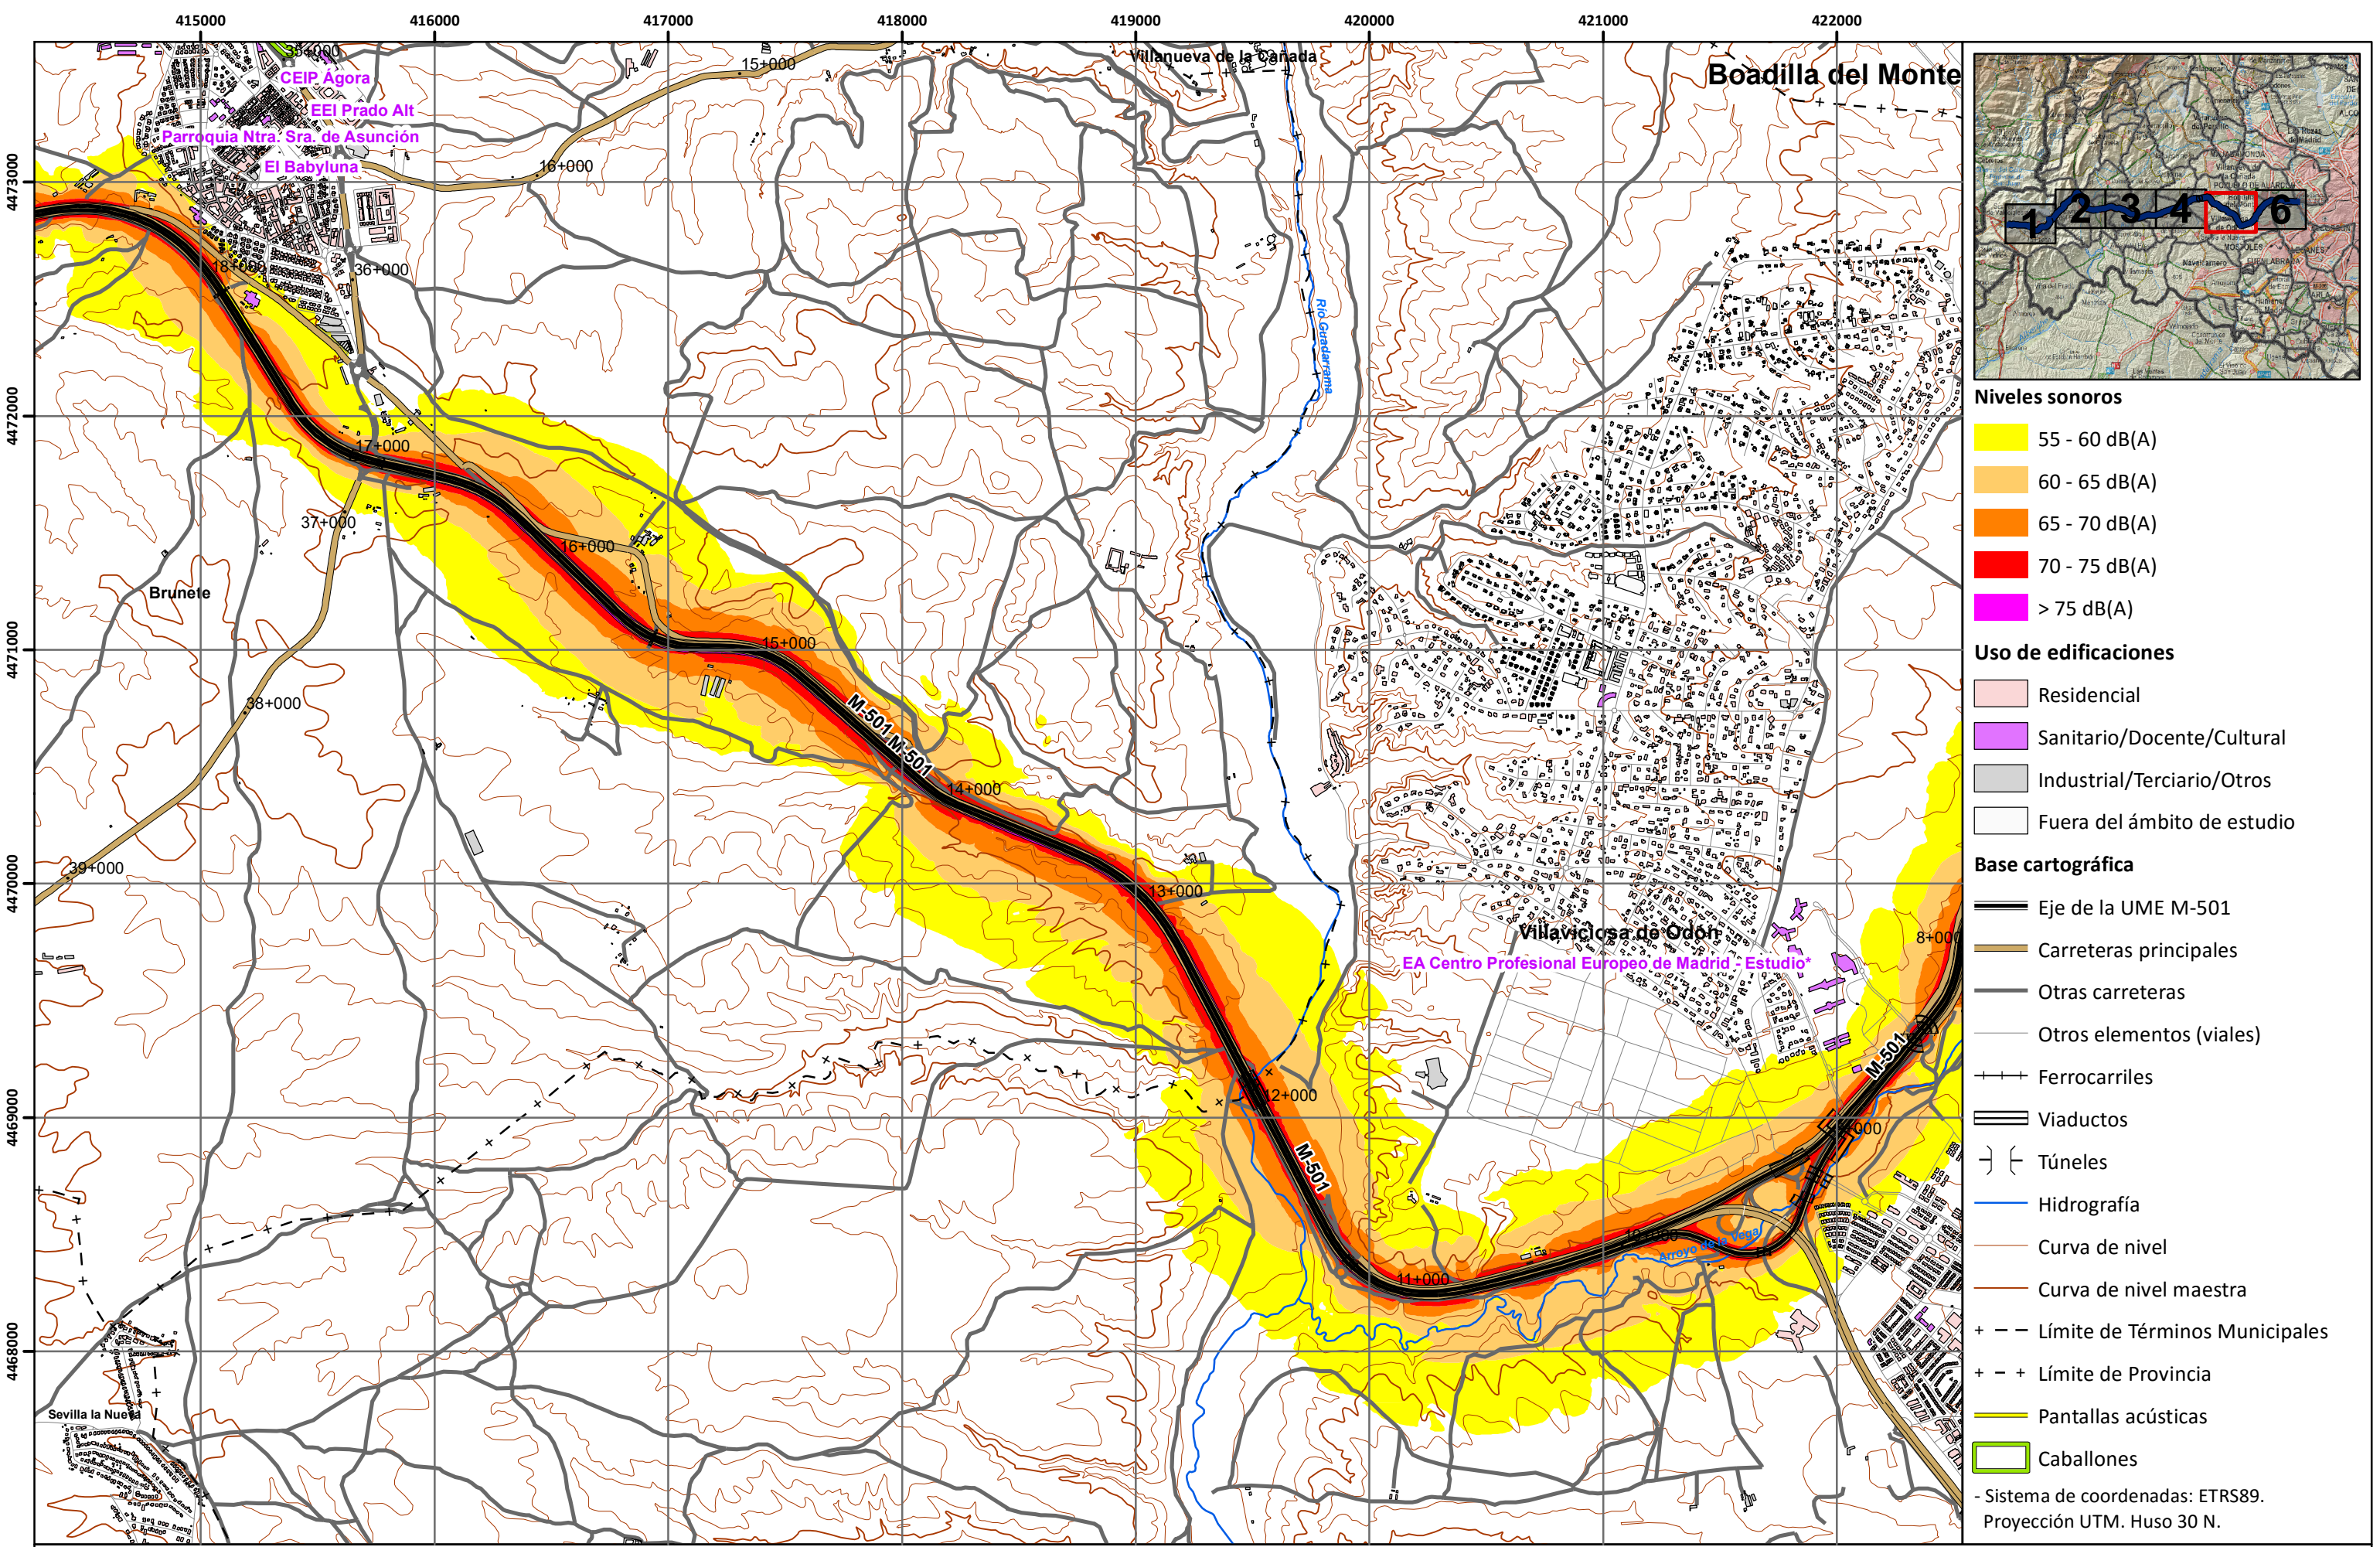 415000 416000 417000 418000 419000 420000 421000 422000
4473000
4472000
4471000
4470000
4469000
4468000
35+000
CEIP Ágora
EEI Prado Alt
Parroquia Ntra. Sra. de Asunción
EI Babyluna
15+000
16+000
Villanueva de la Cañada
Boadilla del Monte
18+000
36+000
Río Guadarrama
17+000
37+000
16+000
Brunete
15+000
38+000
M-501
M-501
14+000
39+000
13+000
Villaviciosa de Odón
EA Centro Profesional Europeo de Madrid - Estudio*
8+000
M-501
12+000
M-501
11+000
10+000
Arroyo de la Vega
Sevilla la Nueva
1 2 3 4 6
Niveles sonoros
55 - 60 dB(A)
60 - 65 dB(A)
65 - 70 dB(A)
70 - 75 dB(A)
> 75 dB(A)
Uso de edificaciones
Residencial
Sanitario/Docente/Cultural
Industrial/Terciario/Otros
Fuera del ámbito de estudio
Base cartográfica
Eje de la UME M-501
Carreteras principales
Otras carreteras
Otros elementos (viales)
Ferrocarriles
Viaductos
Túneles
Hidrografía
Curva de nivel
Curva de nivel maestra
Límite de Términos Municipales
Límite de Provincia
Pantallas acústicas
Caballones
- Sistema de coordenadas: ETRS89.
Proyección UTM. Huso 30 N.